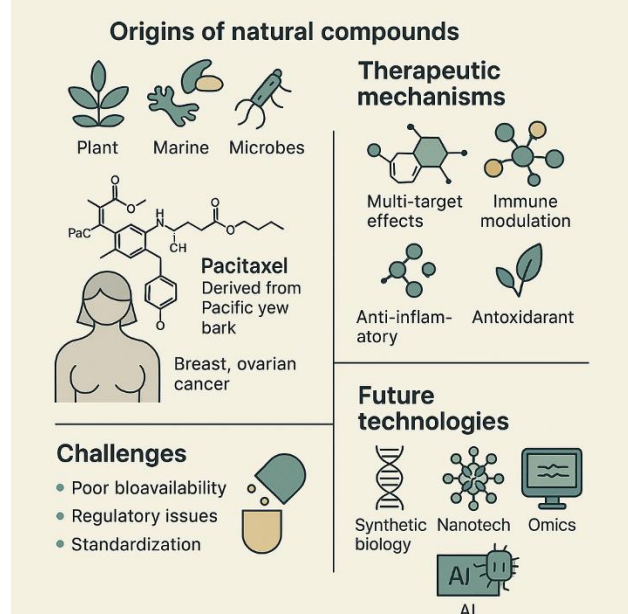 Origins of natural compounds
Plant
Marine
Microbes
O
O
PaC
H
N
CH
O
O
O
Pacitaxel
Derived from
Pacific yew
bark
Breast, ovarian
cancer
Challenges
Poor bloavability
Regulatory issues
Standardization
Therapeutic
mechanisms
Multi-target
effects
Immune
modulation
Anti-inflam-
atory
Antoxidarant
Future
technologies
Synthetic
biology
Nanotech
Omics
AI
AI